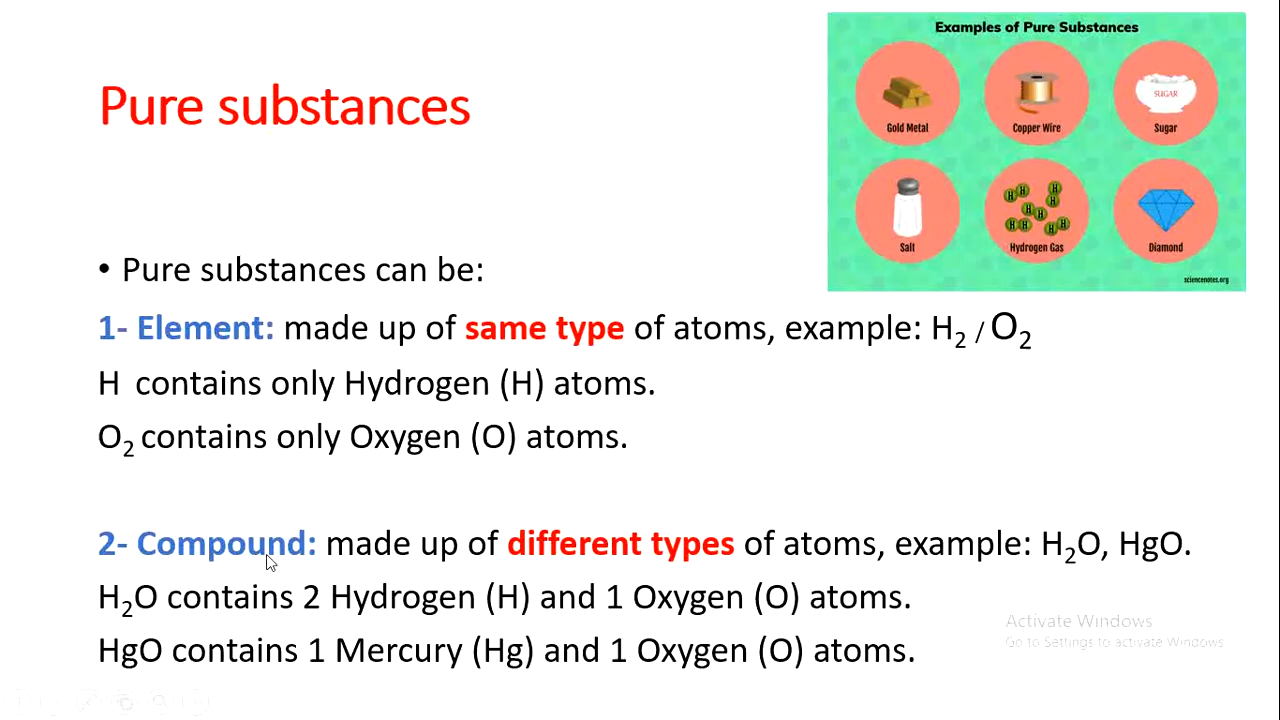 Examples of Pure Substances
Gold Metal
Copper Wire
SUGAR
Sugar
Salt
H H H H H H H H H H H H
Hydrogen Gas
Diamond
sciencenotes.org
Pure substances
• Pure substances can be:
1- Element: made up of same type of atoms, example: H₂ / O₂
H contains only Hydrogen (H) atoms.
O₂ contains only Oxygen (O) atoms.
2- Compound: made up of different types of atoms, example: H₂O, HgO.
H₂O contains 2 Hydrogen (H) and 1 Oxygen (O) atoms.
HgO contains 1 Mercury (Hg) and 1 Oxygen (O) atoms.
Activate Windows
Go to Settings to activate Windows